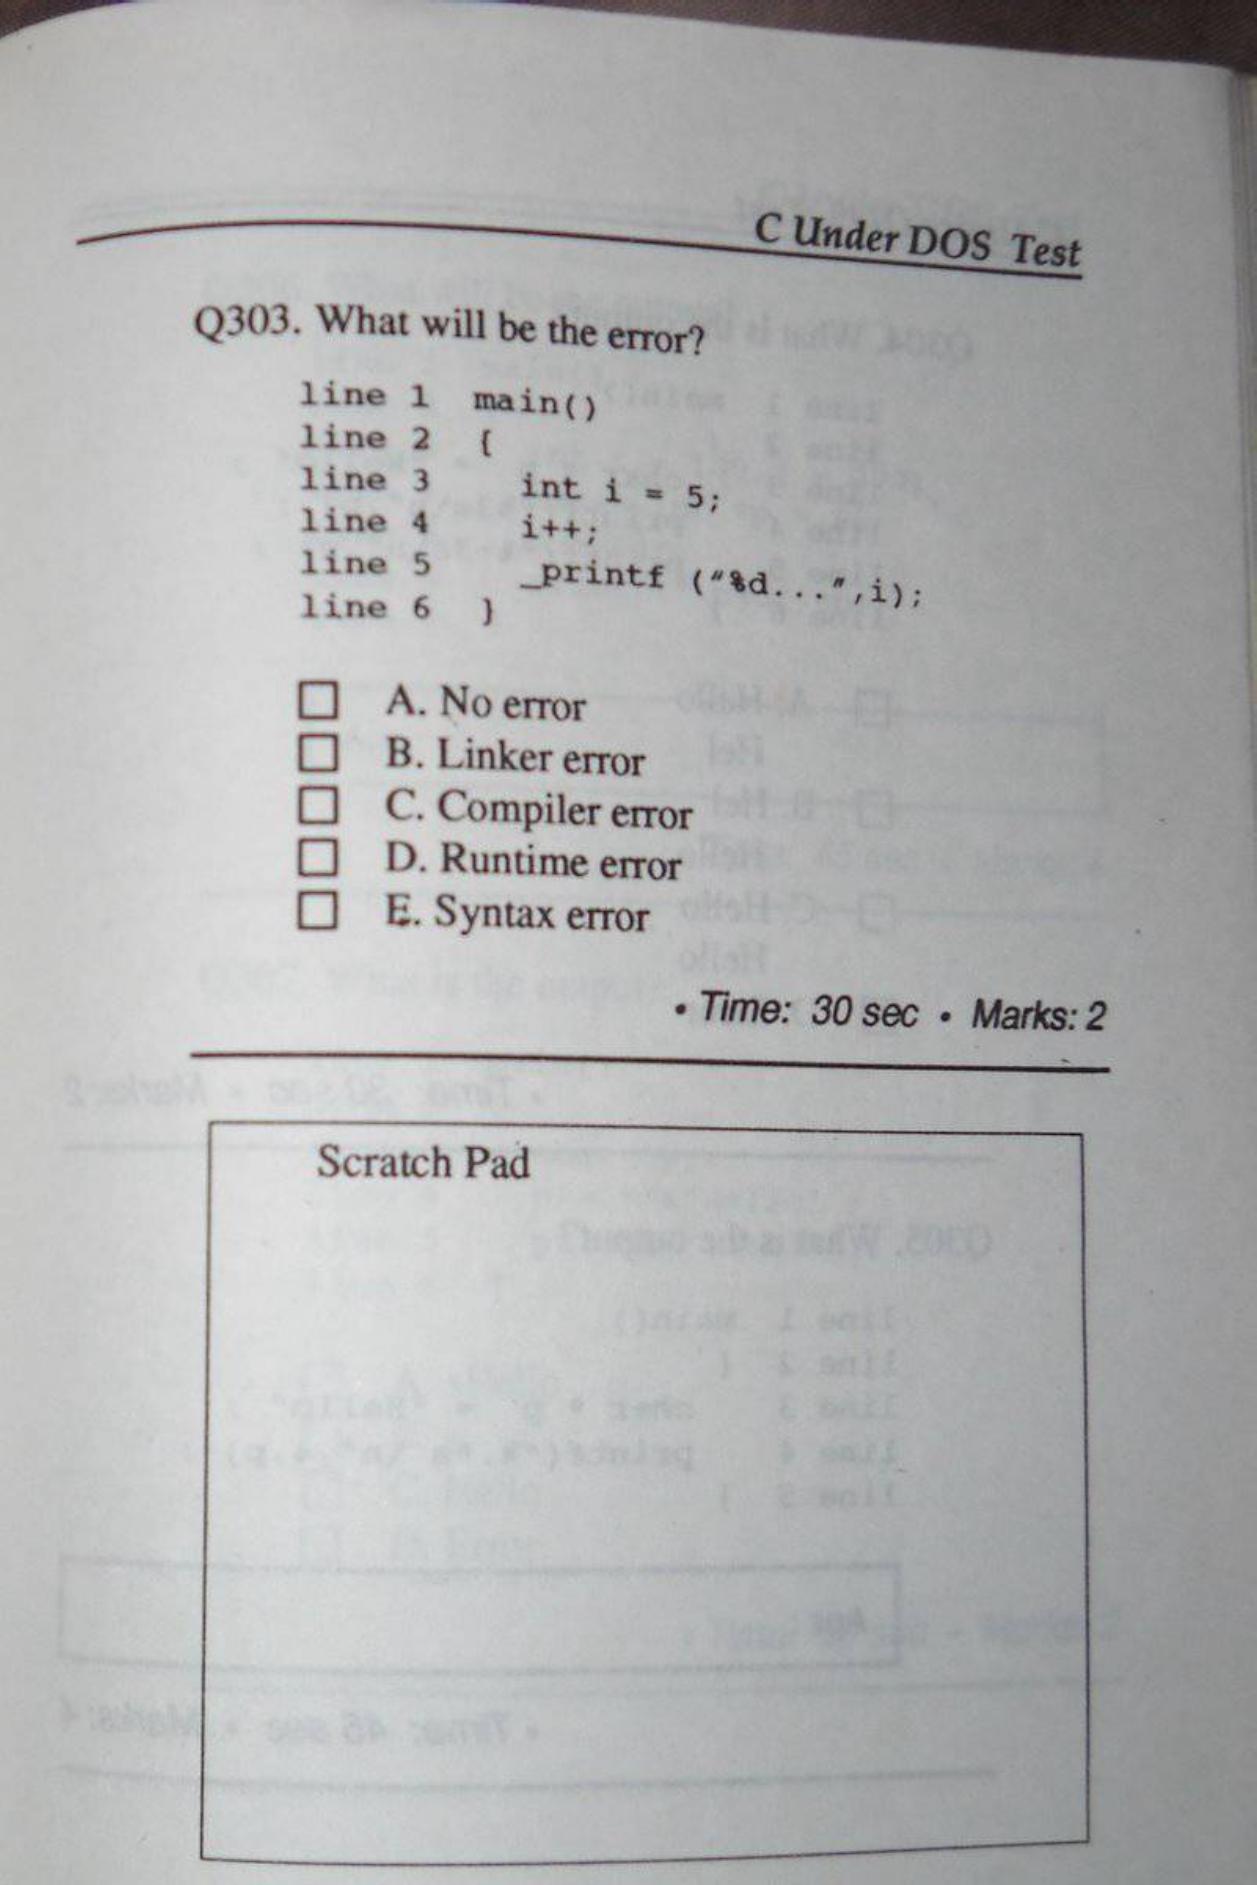 C Under DOS Test
Q303. What will be the error?
line 1 main()
line 2 {
line 3 int i = 5;
line 4 i++;
line 5 _printf ("%d...",i);
line 6 }
A. No error
B. Linker error
C. Compiler error
D. Runtime error
E. Syntax error
• Time: 30 sec • Marks: 2
Scratch Pad